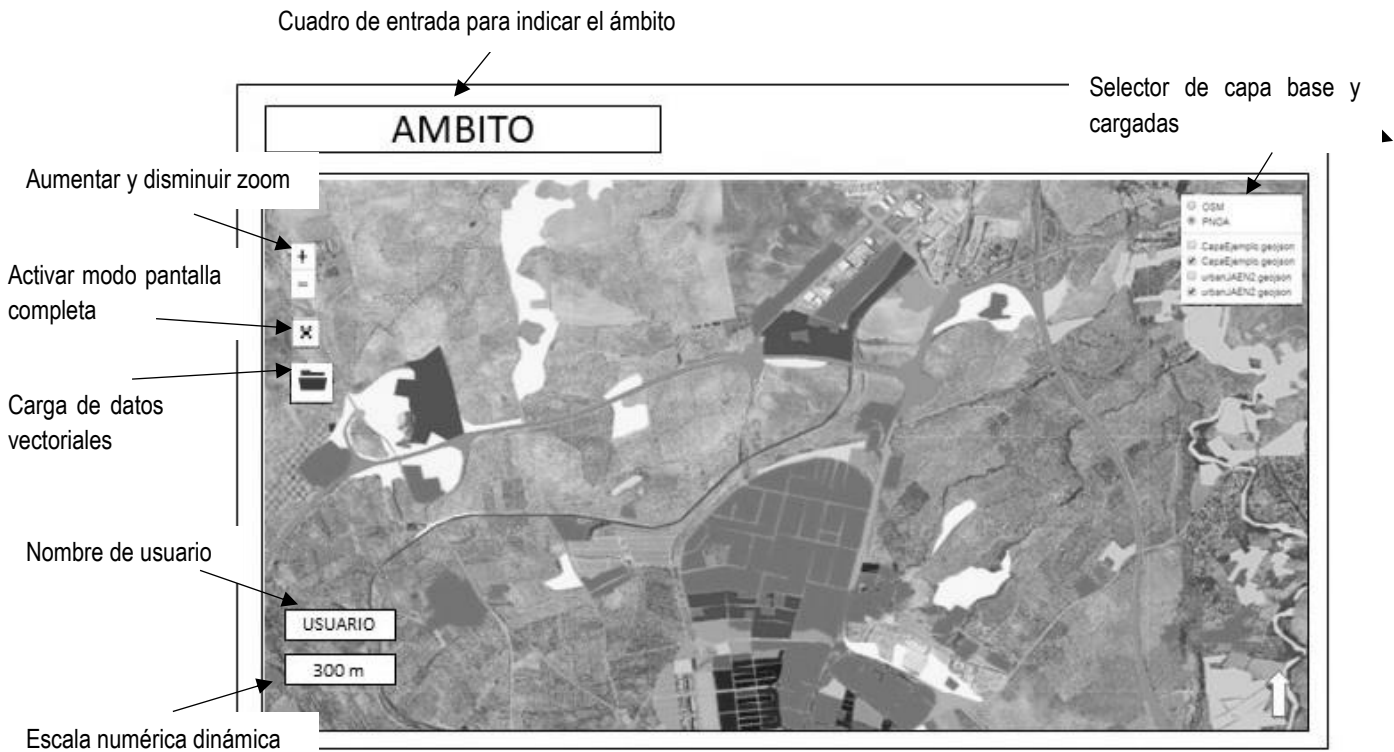 Cuadro de entrada para indicar el ámbito
Selector de capa base y
cargadas
AMBITO
Aumentar y disminuir zoom
OSM
PNOA
CapaEjemplo.geojson
CapaEjemplo.geojson
urbanJAEN2.geojson
urbanJAEN2.geojson
+
-
Activar modo pantalla
completa
Carga de datos
vectoriales
Nombre de usuario
USUARIO
300 m
Escala numérica dinámica